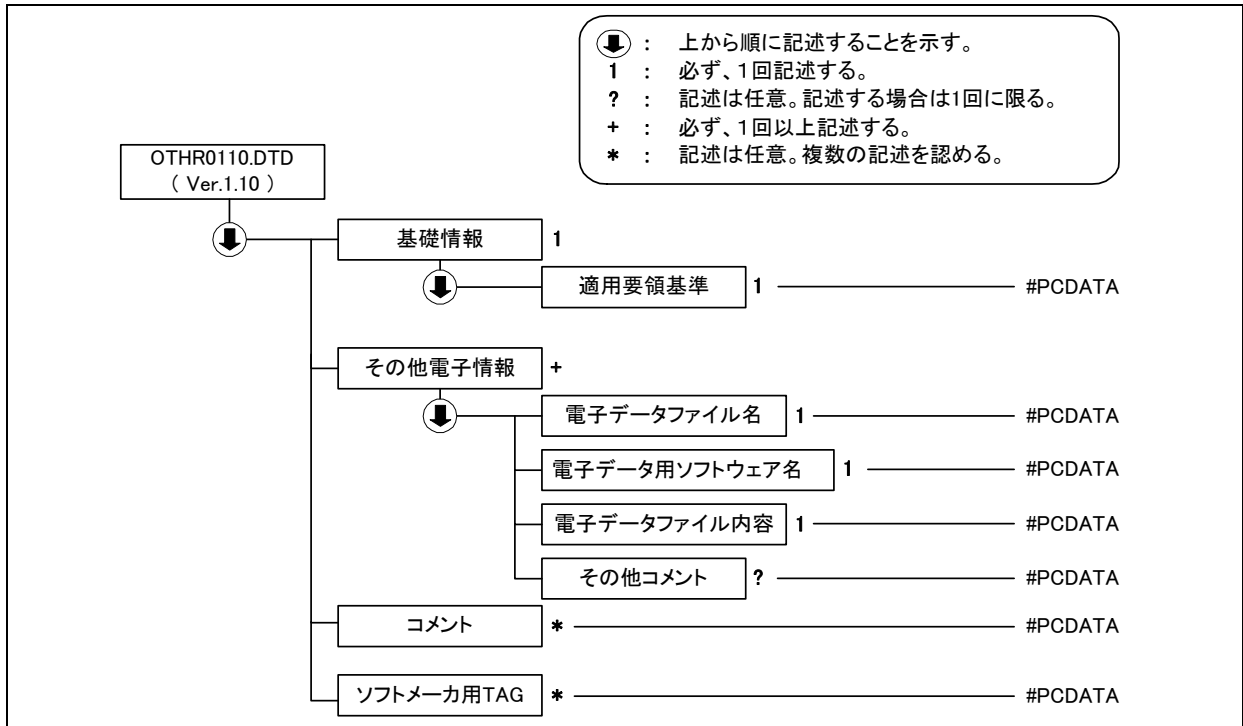 ⬇ : 上から順に記述することを示す。
1 : 必ず、1回記述する。
? : 記述は任意。記述する場合は1回に限る。
+ : 必ず、1回以上記述する。
* : 記述は任意。複数の記述を認める。
OTHR0110.DTD
( Ver.1.10 )
基礎情報 1
適用要領基準 1 #PCDATA
その他電子情報 +
電子データファイル名 1 #PCDATA
電子データ用ソフトウェア名 1 #PCDATA
電子データファイル内容 1 #PCDATA
その他コメント ? #PCDATA
コメント * #PCDATA
ソフトメーカ用TAG * #PCDATA